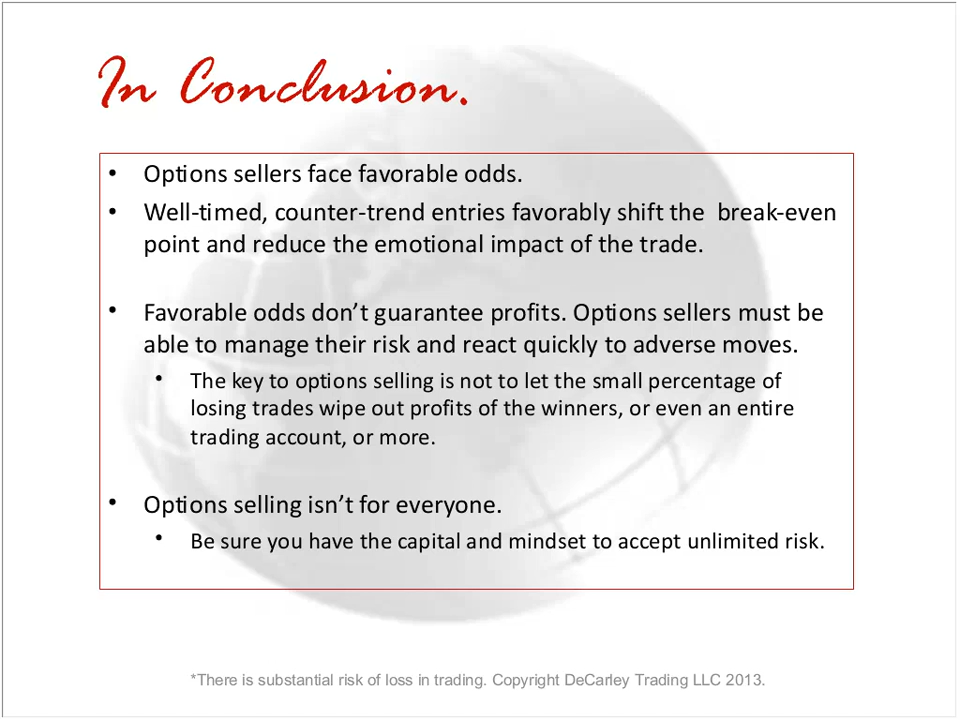 In Conclusion.
• Options sellers face favorable odds.
• Well-timed, counter-trend entries favorably shift the  break-even
point and reduce the emotional impact of the trade.
• Favorable odds don’t guarantee profits. Options sellers must be
able to manage their risk and react quickly to adverse moves.
• The key to options selling is not to let the small percentage of
losing trades wipe out profits of the winners, or even an entire
trading account, or more.
• Options selling isn’t for everyone.
• Be sure you have the capital and mindset to accept unlimited risk.
*There is substantial risk of loss in trading. Copyright DeCarley Trading LLC 2013.